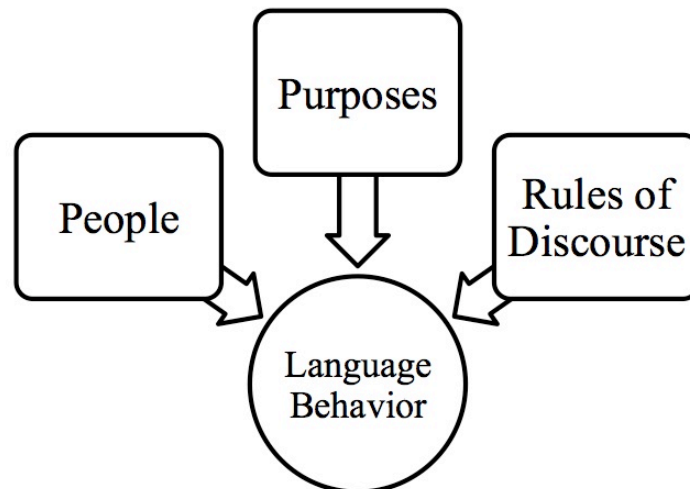 Purposes
People
Rules of
Discourse
Language
Behavior